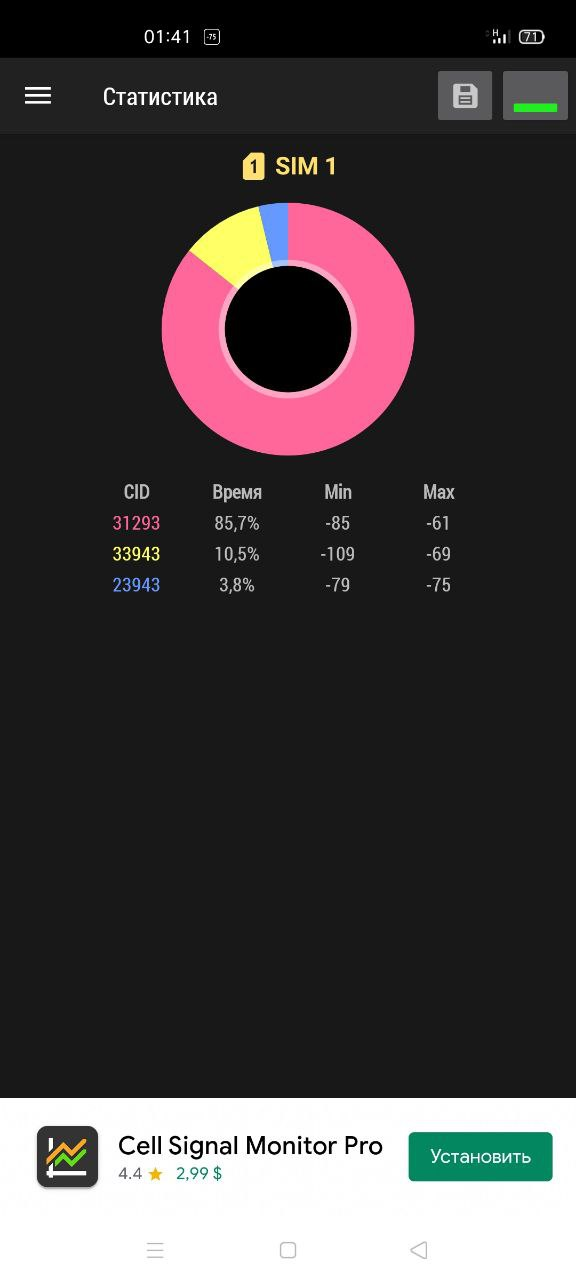 01:41 -75 H 71
Статистика
1 SIM 1
CID Время Min Max
31293 85,7% -85 -61
33943 10,5% -109 -69
23943 3,8% -79 -75
Cell Signal Monitor Pro
4.4 ★ 2,99 $
Установить